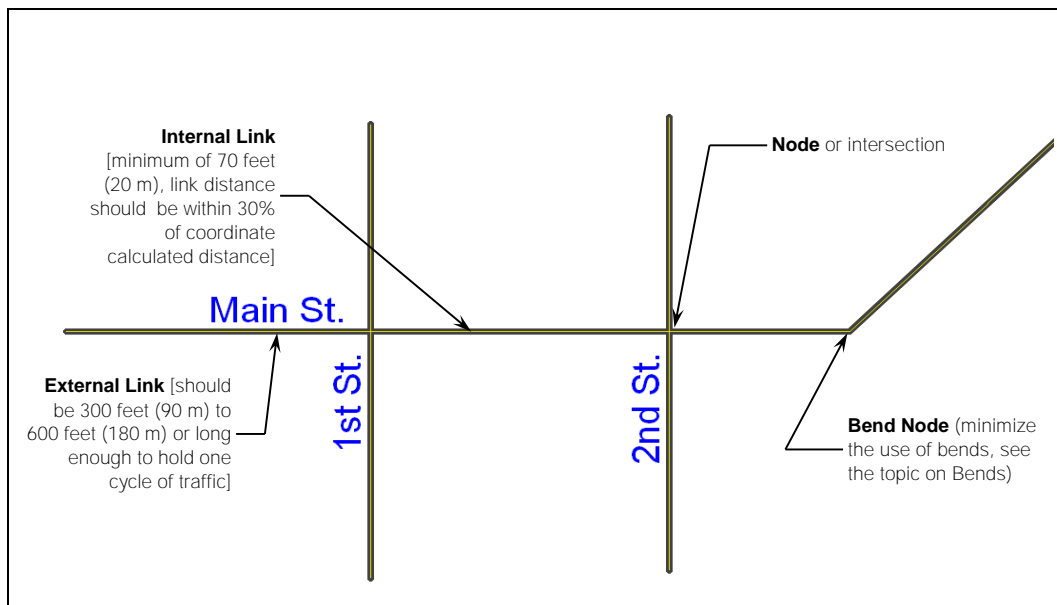 Internal Link
[minimum of 70 feet
(20 m), link distance
should  be within 30%
of coordinate
calculated distance]
Node or intersection
Main St.
1st St.
2nd St.
External Link [should
be 300 feet (90 m) to
600 feet (180 m) or long
enough to hold one
cycle of traffic]
Bend Node (minimize
the use of bends, see
the topic on Bends)